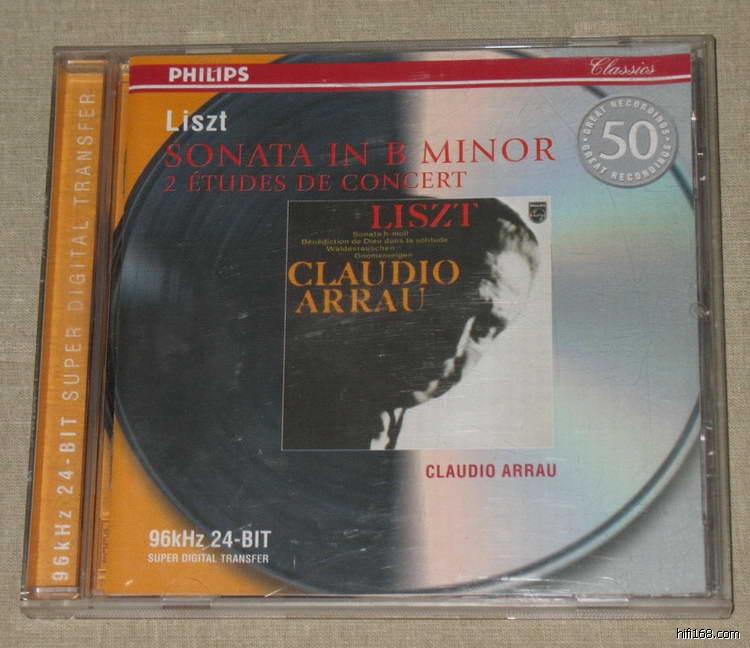 PHILIPS
Classics
Liszt
SONATA IN B MINOR
2 ÉTUDES DE CONCERT
GREAT RECORDINGS
50
GREAT RECORDINGS
LISZT
Sonata h-moll
Bénédiction de Dieu dans la solitude
Waldesrauschen
Gnomenreigen
CLAUDIO
ARRAU
CLAUDIO ARRAU
96kHz 24-BIT
SUPER DIGITAL TRANSFER
96kHz 24-BIT SUPER DIGITAL TRANSFER
hifi168.com